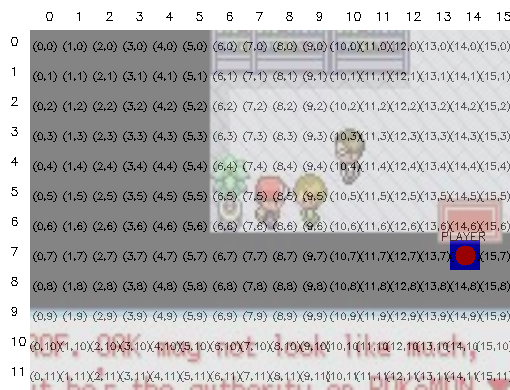 0 1 2 3 4 5 6 7 8 9 10 11 12 13 14 15
0 (0,0) (1,0) (2,0) (3,0) (4,0) (5,0) (6,0) (7,0) (8,0) (9,0) (10,0) (11,0) (12,0) (13,0) (14,0) (15,0)
1 (0,1) (1,1) (2,1) (3,1) (4,1) (5,1) (6,1) (7,1) (8,1) (9,1) (10,1) (11,1) (12,1) (13,1) (14,1) (15,1)
2 (0,2) (1,2) (2,2) (3,2) (4,2) (5,2) (6,2) (7,2) (8,2) (9,2) (10,2) (11,2) (12,2) (13,2) (14,2) (15,2)
3 (0,3) (1,3) (2,3) (3,3) (4,3) (5,3) (6,3) (7,3) (8,3) (9,3) (10,3) (11,3) (12,3) (13,3) (14,3) (15,3)
4 (0,4) (1,4) (2,4) (3,4) (4,4) (5,4) (6,4) (7,4) (8,4) (9,4) (10,4) (11,4) (12,4) (13,4) (14,4) (15,4)
5 (0,5) (1,5) (2,5) (3,5) (4,5) (5,5) (6,5) (7,5) (8,5) (9,5) (10,5) (11,5) (12,5) (13,5) (14,5) (15,5)
6 (0,6) (1,6) (2,6) (3,6) (4,6) (5,6) (6,6) (7,6) (8,6) (9,6) (10,6) (11,6) (12,6) (13,6) (14,6) (15,6)
PLAYER
7 (0,7) (1,7) (2,7) (3,7) (4,7) (5,7) (6,7) (7,7) (8,7) (9,7) (10,7) (11,7) (12,7) (13,7) (15,7)
8 (0,8) (1,8) (2,8) (3,8) (4,8) (5,8) (6,8) (7,8) (8,8) (9,8) (10,8) (11,8) (12,8) (13,8) (14,8) (15,8)
9 (0,9) (1,9) (2,9) (3,9) (4,9) (5,9) (6,9) (7,9) (8,9) (9,9) (10,9) (11,9) (12,9) (13,9) (14,9) (15,9)
10 (0,10) (1,10) (2,10) (3,10) (4,10) (5,10) (6,10) (7,10) (8,10) (9,10) (10,10) (11,10) (12,10) (13,10) (14,10) (15,10)
ROF. OAK may not look like much,
11 (0,11) (1,11) (2,11) (3,11) (4,11) (5,11) (6,11) (7,11) (8,11) (9,11) (10,11) (11,11) (12,11) (13,11) (14,11) (15,11)
the authority